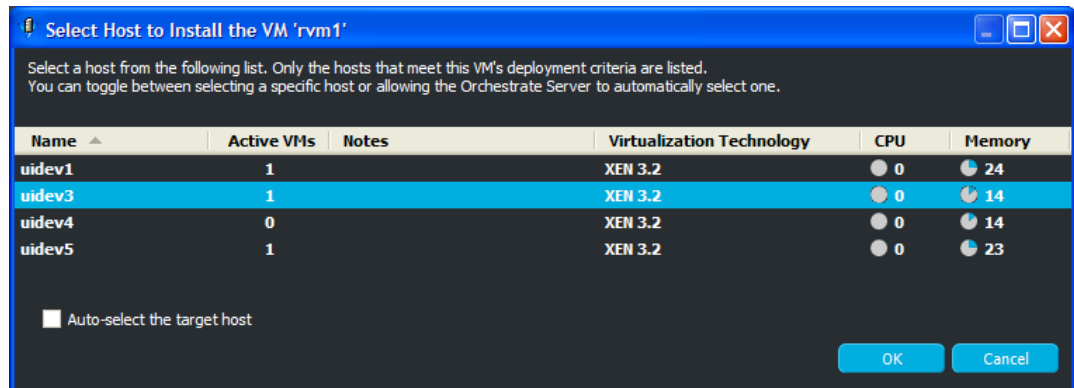 Select Host to Install the VM 'rvm1'
Select a host from the following list. Only the hosts that meet this VM's deployment criteria are listed.
You can toggle between selecting a specific host or allowing the Orchestrate Server to automatically select one.
Name Active VMs Notes Virtualization Technology CPU Memory
uidev1 1 XEN 3.2 0 24
uidev3 1 XEN 3.2 0 14
uidev4 0 XEN 3.2 0 14
uidev5 1 XEN 3.2 0 23
Auto-select the target host
OK Cancel